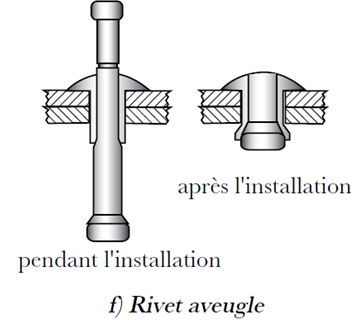 après l'installation
pendant l'installation
f) Rivet aveugle